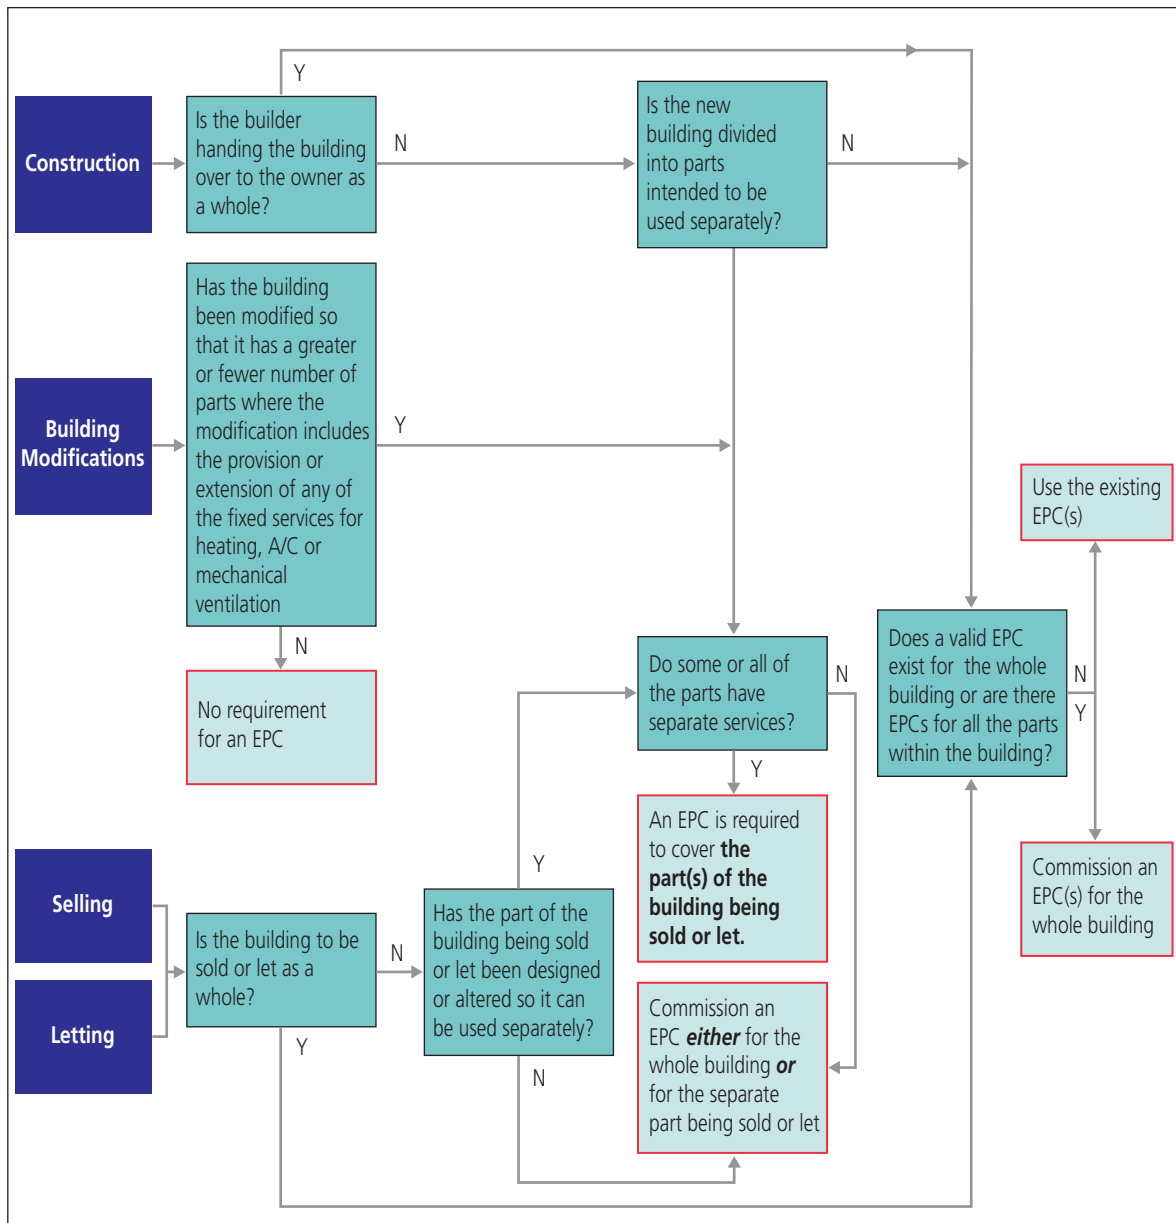 Y
Construction
Is the builder
handing the building
over to the owner as
a whole?
N
Is the new
building divided
into parts
intended to be
used separately?
N
Building
Modifications
Has the building
been modified so
that it has a greater
or fewer number of
parts where the
modification includes
the provision or
extension of any of
the fixed services for
heating, A/C or
mechanical
ventilation
Y
N
No requirement
for an EPC
Use the existing
EPC(s)
Do some or all of
the parts have
separate services?
N
Y
Does a valid EPC
exist for the whole
building or are there
EPCs for all the parts
within the building?
N
Y
An EPC is required
to cover the
part(s) of the
building being
sold or let.
Commission an
EPC(s) for the
whole building
Selling
Letting
Is the building to be
sold or let as a
whole?
N
Y
Y
Has the part of the
building being sold
or let been designed
or altered so it can
be used separately?
N
Commission an
EPC either for the
whole building or
for the separate
part being sold or let